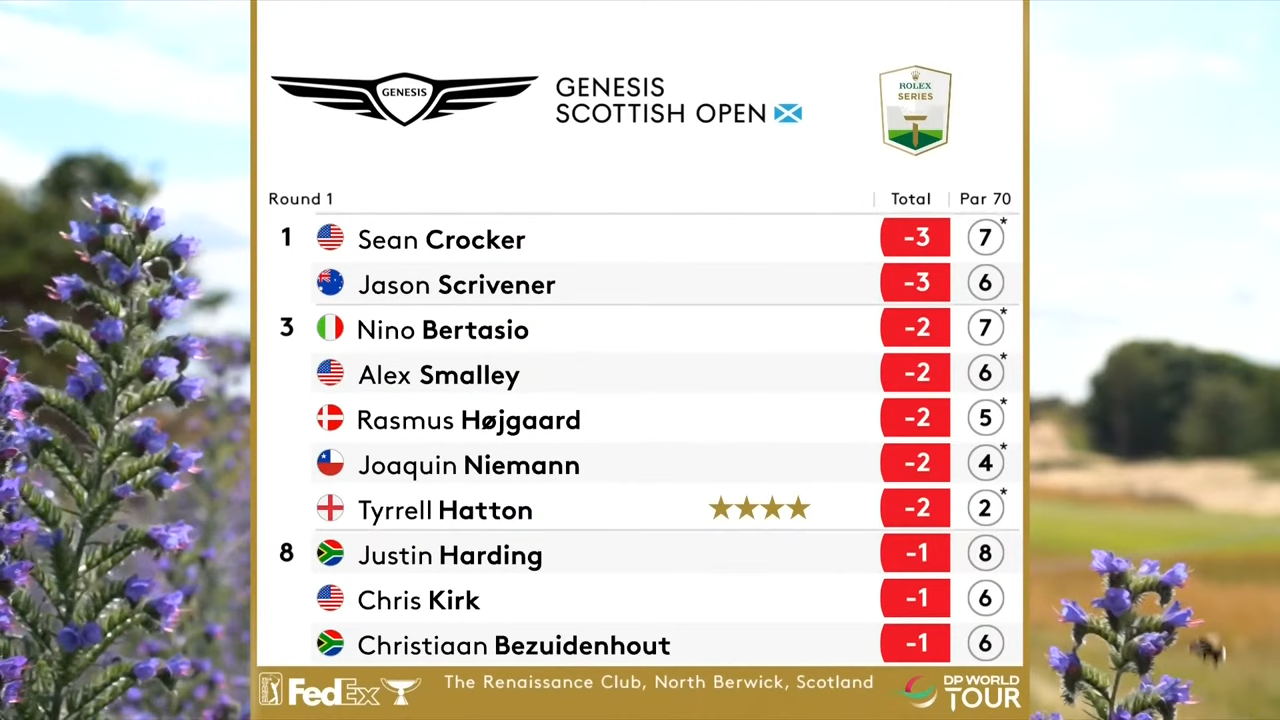 GENESIS
GENESIS
SCOTTISH OPEN
ROLEX
SERIES
Round 1 Total Par 70
1 Sean Crocker -3 7*
Jason Scrivener -3 6
3 Nino Bertasio -2 7*
Alex Smalley -2 6*
Rasmus Højgaard -2 5*
Joaquin Niemann -2 4*
Tyrrell Hatton ★★★★ -2 2*
8 Justin Harding -1 8
Chris Kirk -1 6
Christiaan Bezuidenhout -1 6
FedEx The Renaissance Club, North Berwick, Scotland DP WORLD
TOUR